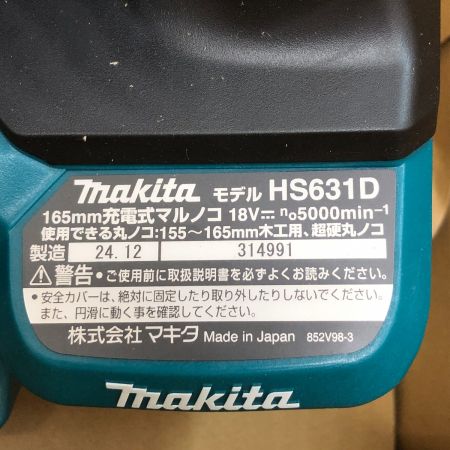 makita モデル HS631D
165mm充電式マルノコ 18V⎓ n₀5000min⁻¹
使用できる丸ノコ:155～165mm木工用、超硬丸ノコ
製造 24.12 314991
⚠警告・ご使用前に取扱説明書を必ずよくお読みください。
・安全カバーは、絶対に固定したり取り外したりしないでください。
また、円滑に動く事を確認してください。
株式会社マキタ Made in Japan 852V98-3
makita